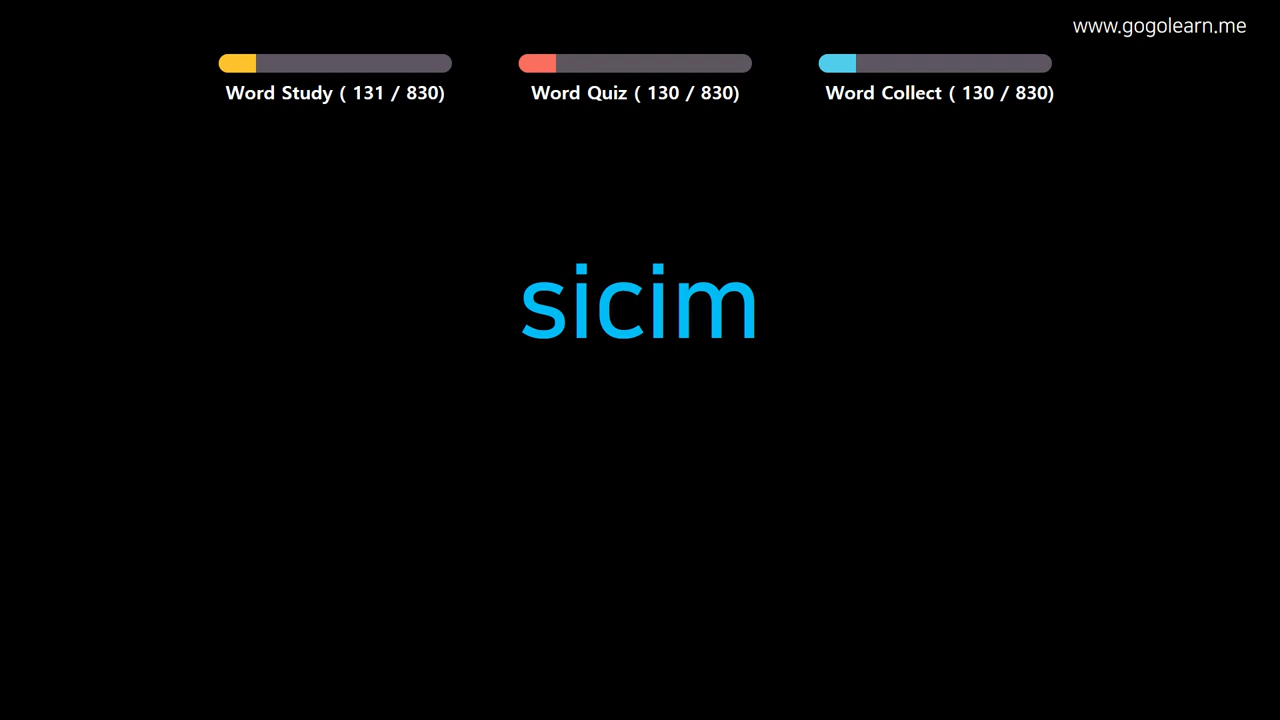 www.gogolearn.me
Word Study ( 131 / 830)
Word Quiz ( 130 / 830)
Word Collect ( 130 / 830)
sicim